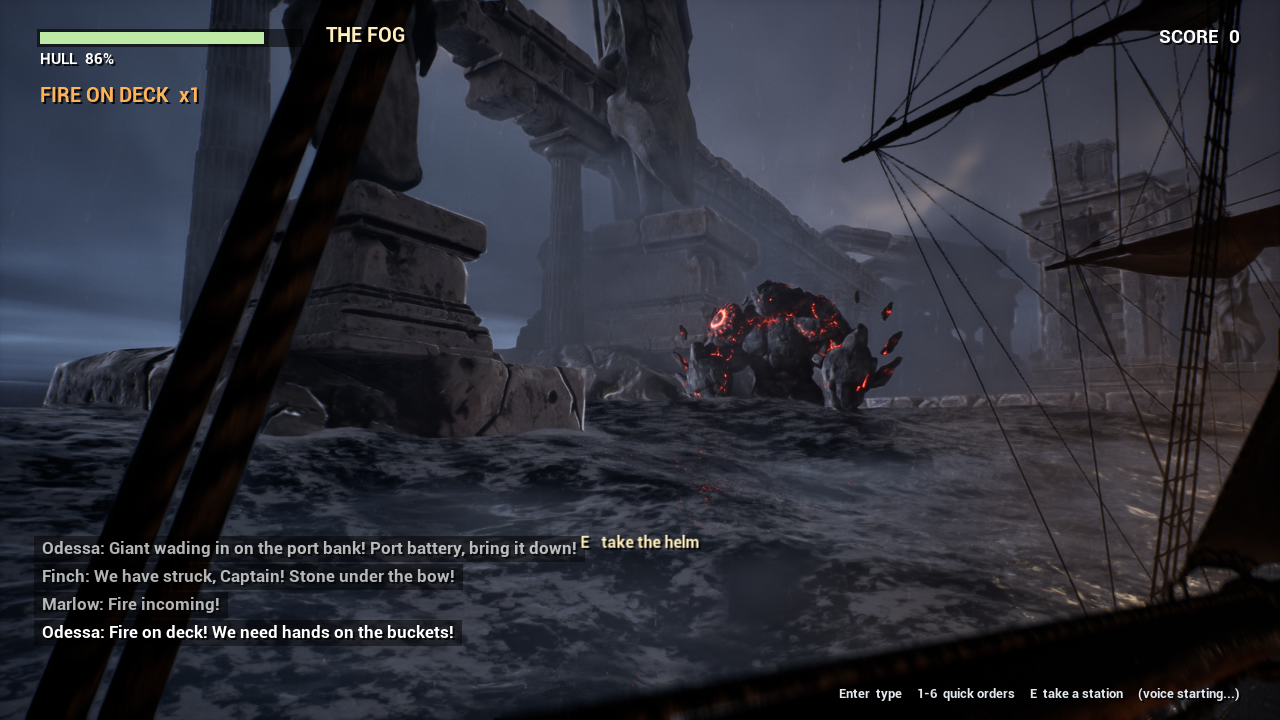 THE FOG
SCORE 0
HULL 86%
FIRE ON DECK x1
Odessa: Giant wading in on the port bank! Port battery, bring it down!
E take the helm
Finch: We have struck, Captain! Stone under the bow!
Marlow: Fire incoming!
Odessa: Fire on deck! We need hands on the buckets!
Enter type 1-6 quick orders E take a station (voice starting...)